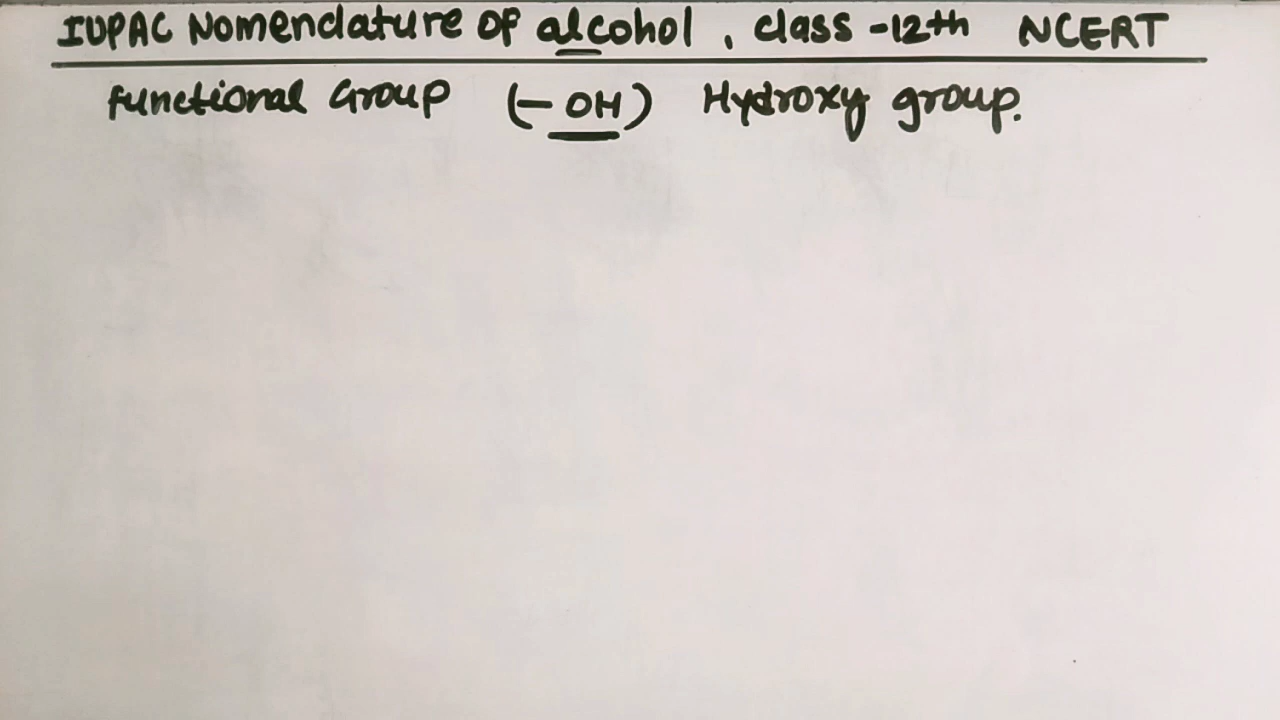 IUPAC Nomenclature of alcohol, class -12th NCERT
functional Group (-OH) Hydroxy group.